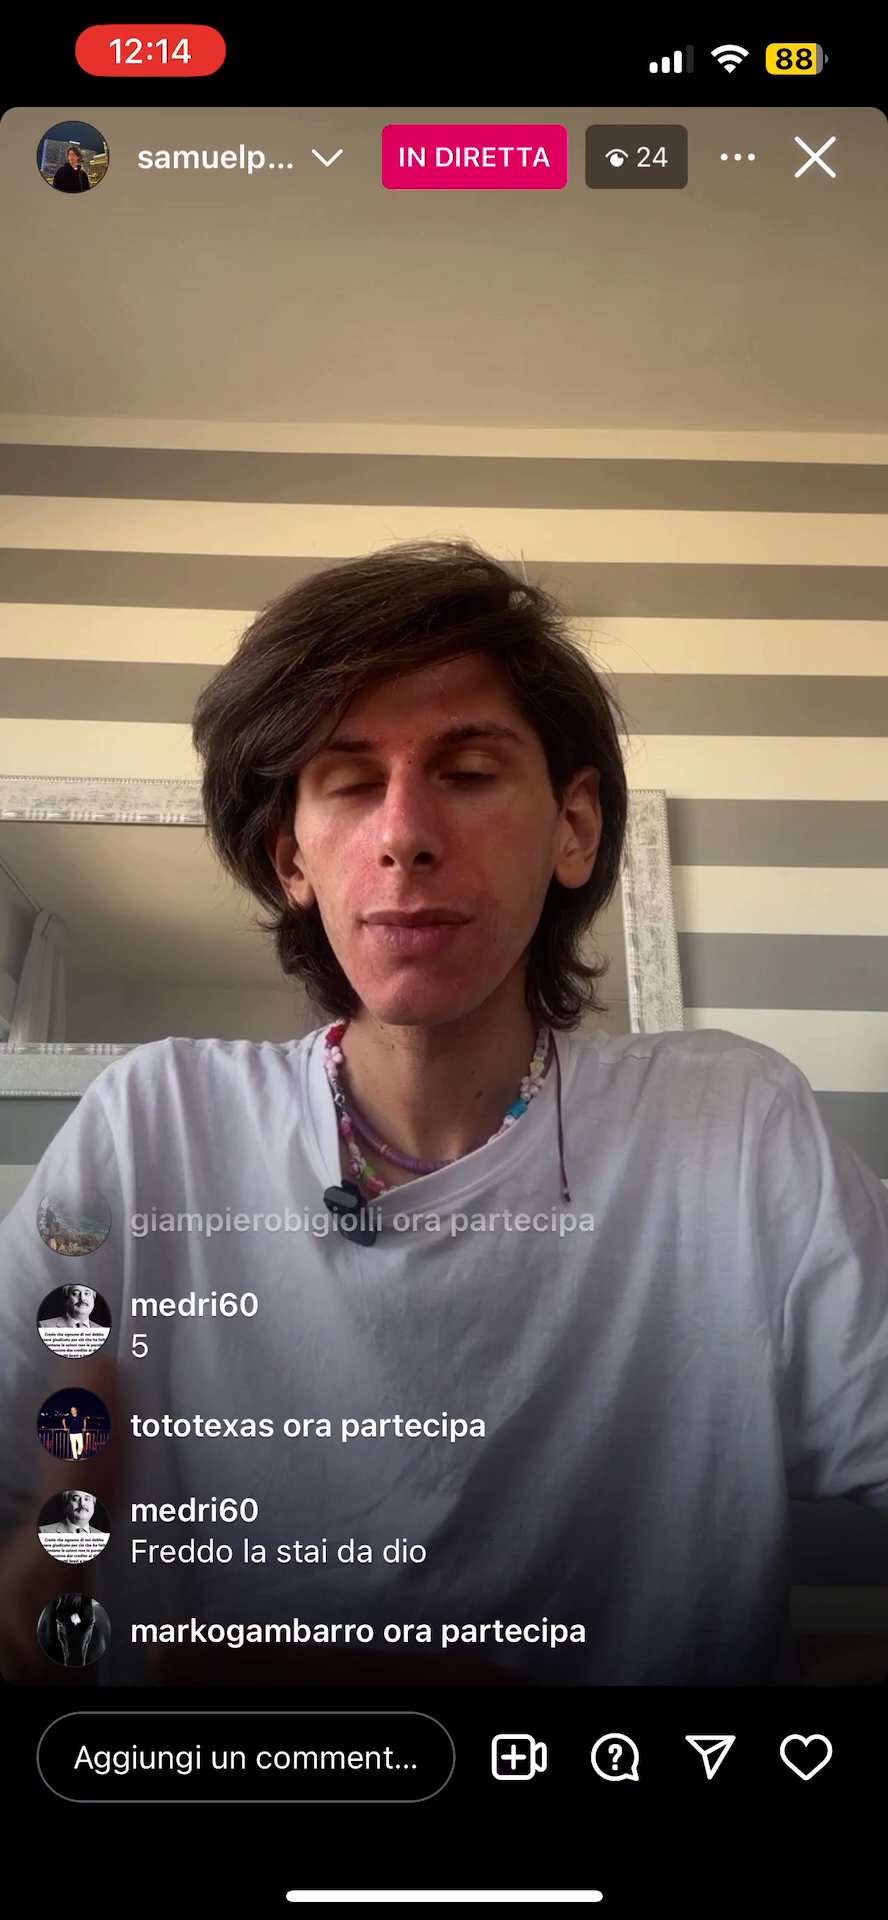 12:14
88
samuelp...
IN DIRETTA
24
giampierobigiolli ora partecipa
medri60
5
tototexas ora partecipa
medri60
Freddo la stai da dio
markogambarro ora partecipa
Aggiungi un comment...